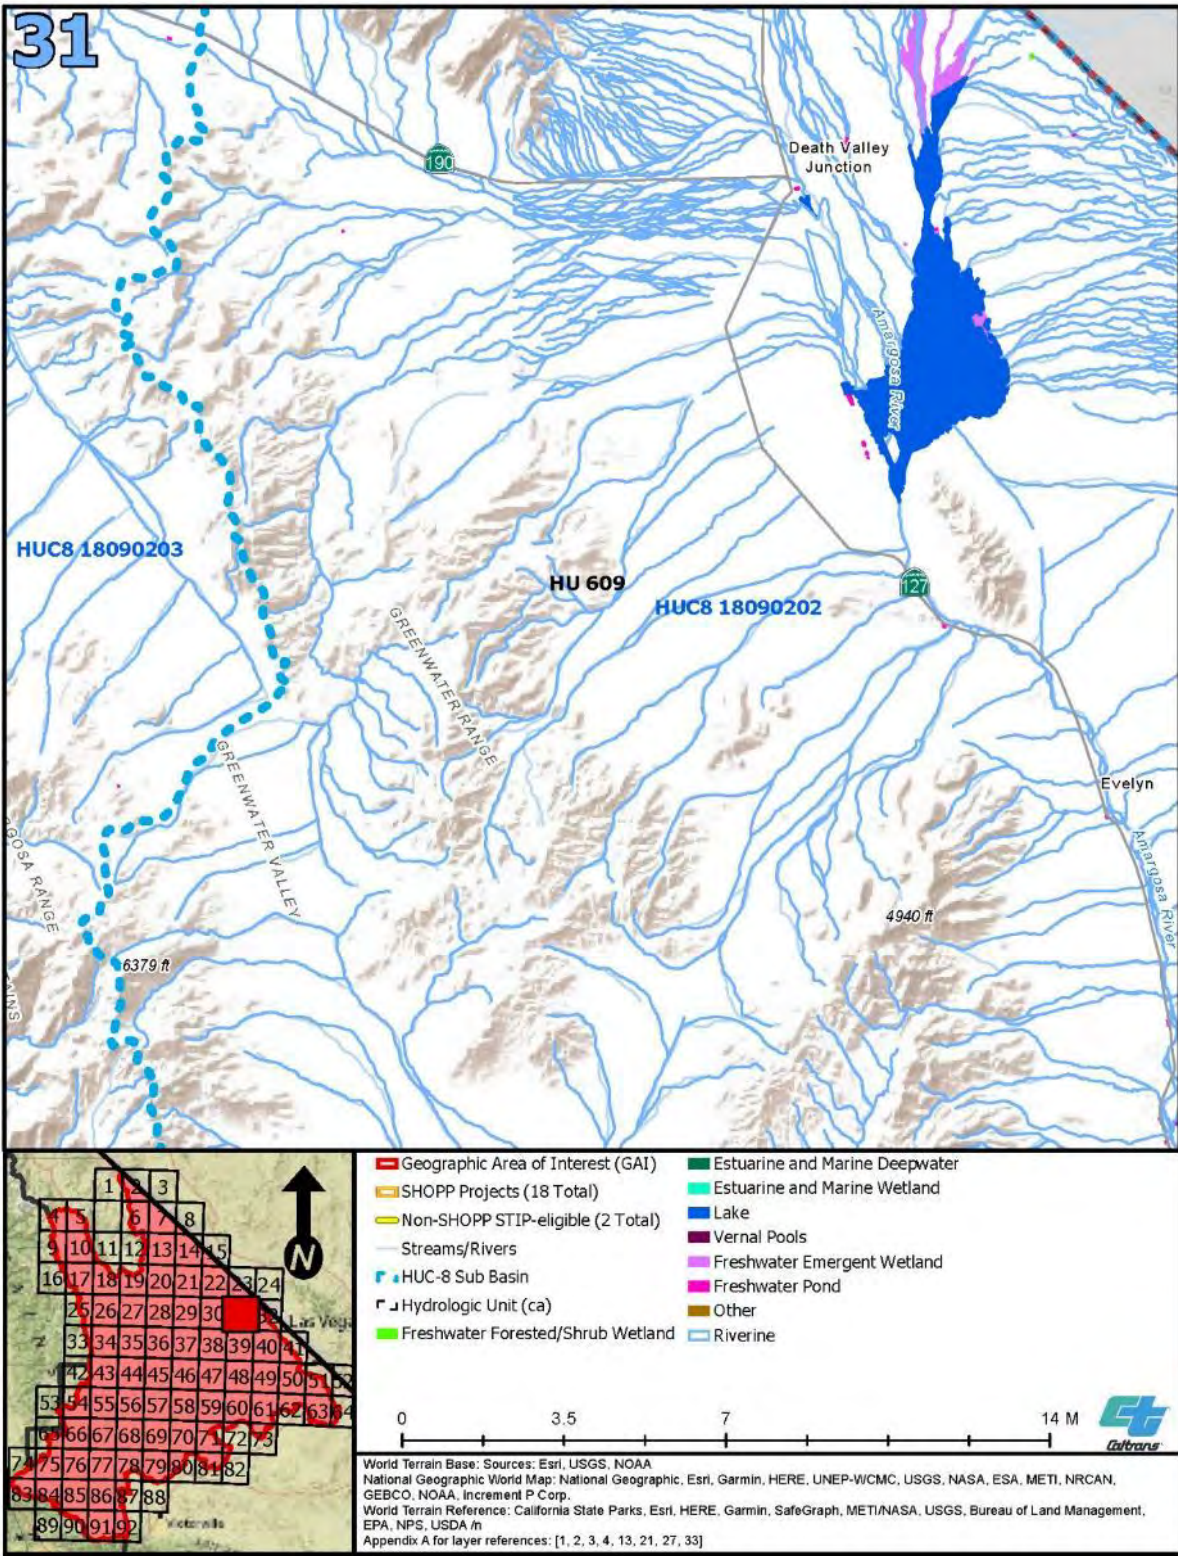 31
190
Death Valley
Junction
Amargosa River
HUC8 18090203
HU 609
HUC8 18090202
127
GREENWATER RANGE
GREENWATER VALLEY
Evelyn
Amargosa River
GOSA RANGE
4940 ft
6379 ft
AINS
1 2 3
4 5 6 7 8
9 10 11 12 13 14 15
16 17 18 19 20 21 22 23 24
25 26 27 28 29 30 32
Las Vega
33 34 35 36 37 38 39 40 41
42 43 44 45 46 47 48 49 50 51 52
53 54 55 56 57 58 59 60 61 62 63 64
65 66 67 68 69 70 71 72 73
74 75 76 77 78 79 80 81 82
83 84 85 86 87 88
89 90 91 92
Victorville
N
Geographic Area of Interest (GAI)
SHOPP Projects (18 Total)
Non-SHOPP STIP-eligible (2 Total)
Streams/Rivers
HUC-8 Sub Basin
Hydrologic Unit (ca)
Freshwater Forested/Shrub Wetland
Estuarine and Marine Deepwater
Estuarine and Marine Wetland
Lake
Vernal Pools
Freshwater Emergent Wetland
Freshwater Pond
Other
Riverine
0 3.5 7 14 M
Caltrans
World Terrain Base: Sources: Esri, USGS, NOAA
National Geographic World Map: National Geographic, Esri, Garmin, HERE, UNEP-WCMC, USGS, NASA, ESA, METI, NRCAN,
GEBCO, NOAA, Increment P Corp.
World Terrain Reference: California State Parks, Esri, HERE, Garmin, SafeGraph, METI/NASA, USGS, Bureau of Land Management,
EPA, NPS, USDA /n
Appendix A for layer references: [1, 2, 3, 4, 13, 21, 27, 33]